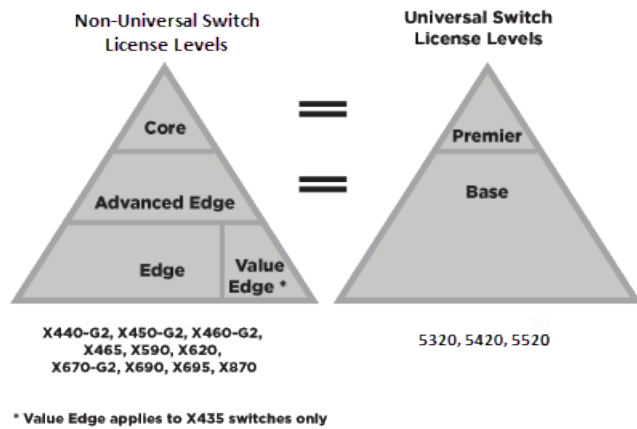 Non-Universal Switch
License Levels
Universal Switch
License Levels
Core
=
Premier
Advanced Edge
=
Base
Edge
Value
Edge *
X440-G2, X450-G2, X460-G2,
X465, X590, X620,
X670-G2, X690, X695, X870
5320, 5420, 5520
* Value Edge applies to X435 switches only